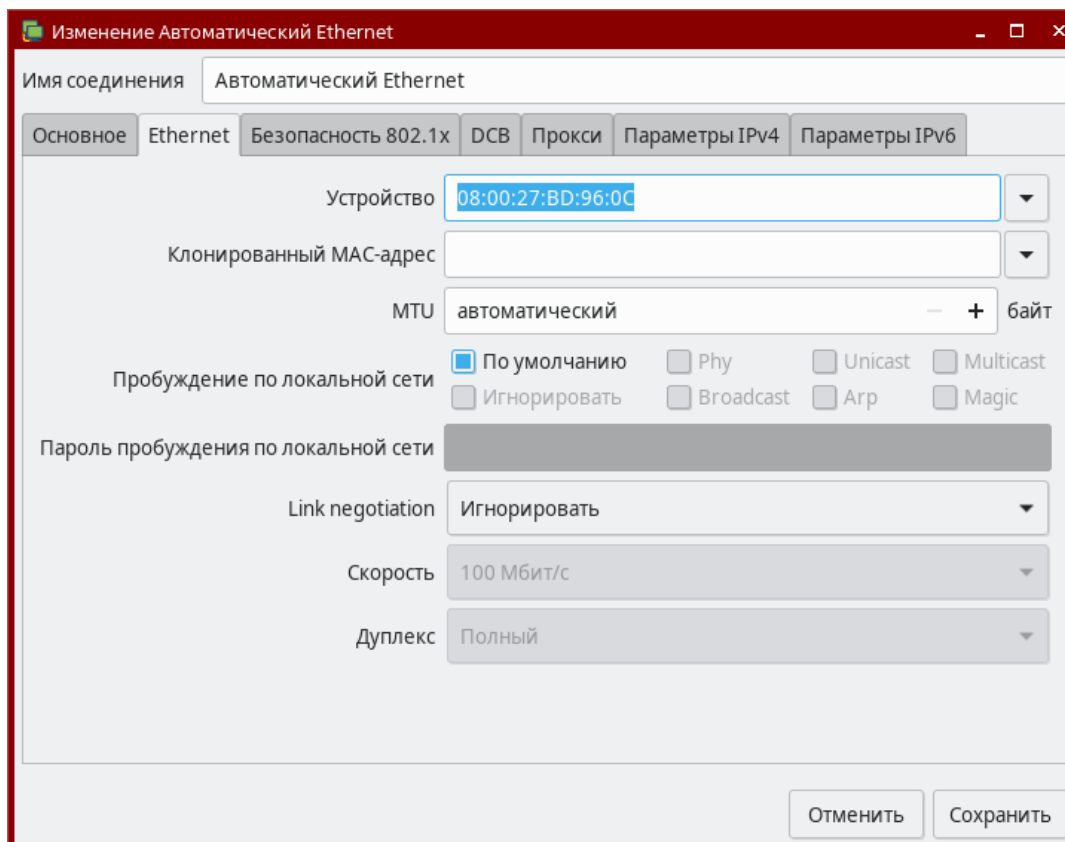 Изменение Автоматический Ethernet
Имя соединения Автоматический Ethernet
Основное Ethernet Безопасность 802.1x DCB Прокси Параметры IPv4 Параметры IPv6
Устройство 08:00:27:BD:96:0C
Клонированный MAC-адрес
MTU автоматический − + байт
Пробуждение по локальной сети
По умолчанию Phy Unicast Multicast
Игнорировать Broadcast Arp Magic
Пароль пробуждения по локальной сети
Link negotiation Игнорировать
Скорость 100 Мбит/с
Дуплекс Полный
Отменить Сохранить